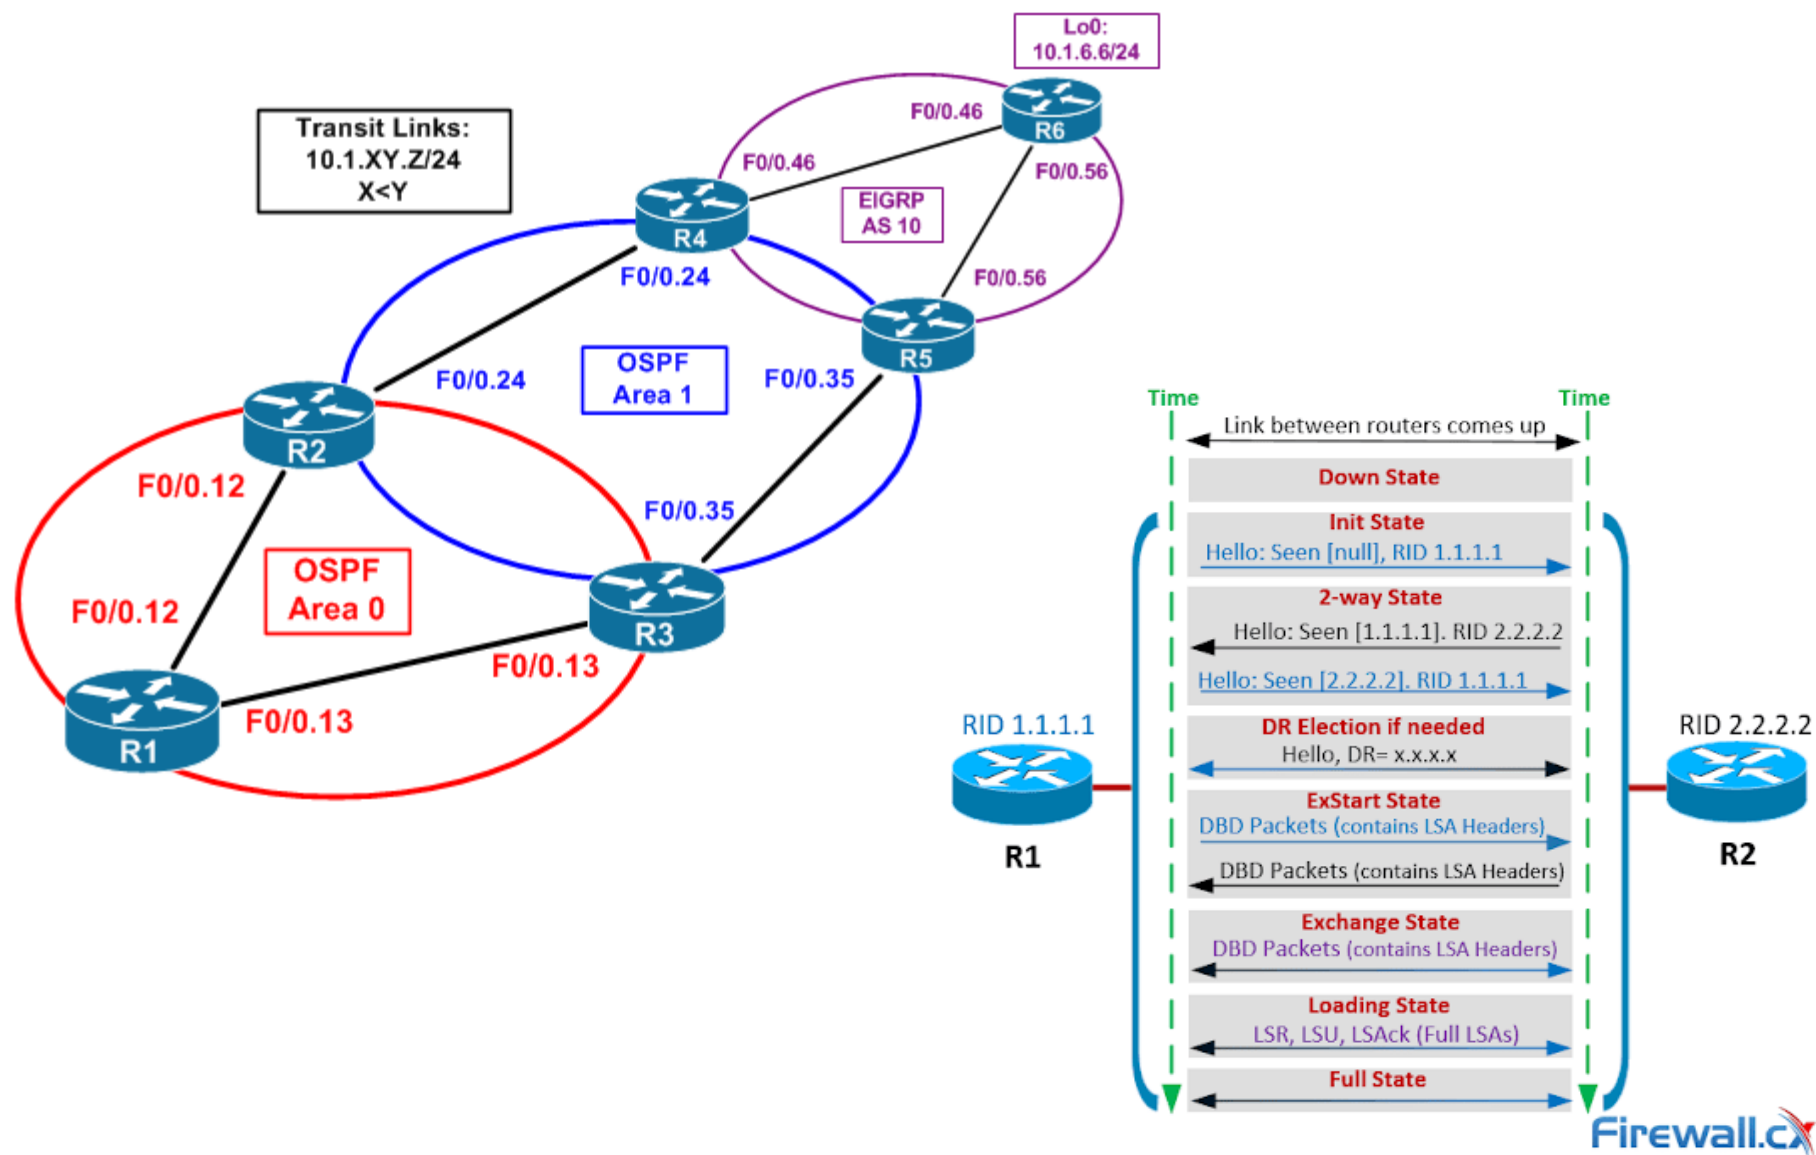 Lo0:
10.1.6.6/24
Transit Links:
10.1.XY.Z/24
X<Y
F0/0.46
R6
F0/0.46
F0/0.56
EIGRP
AS 10
R4
F0/0.24
F0/0.56
R5
OSPF
Area 1
F0/0.24
F0/0.35
R2
F0/0.12
F0/0.35
OSPF
Area 0
F0/0.12
R3
F0/0.13
F0/0.13
R1
Time
Time
Link between routers comes up
Down State
Init State
Hello: Seen [null], RID 1.1.1.1
2-way State
Hello: Seen [1.1.1.1]. RID 2.2.2.2
Hello: Seen [2.2.2.2]. RID 1.1.1.1
DR Election if needed
Hello, DR= x.x.x.x
RID 1.1.1.1
RID 2.2.2.2
ExStart State
DBD Packets (contains LSA Headers)
DBD Packets (contains LSA Headers)
R1
R2
Exchange State
DBD Packets (contains LSA Headers)
Loading State
LSR, LSU, LSAck (Full LSAs)
Full State
Firewall.cx